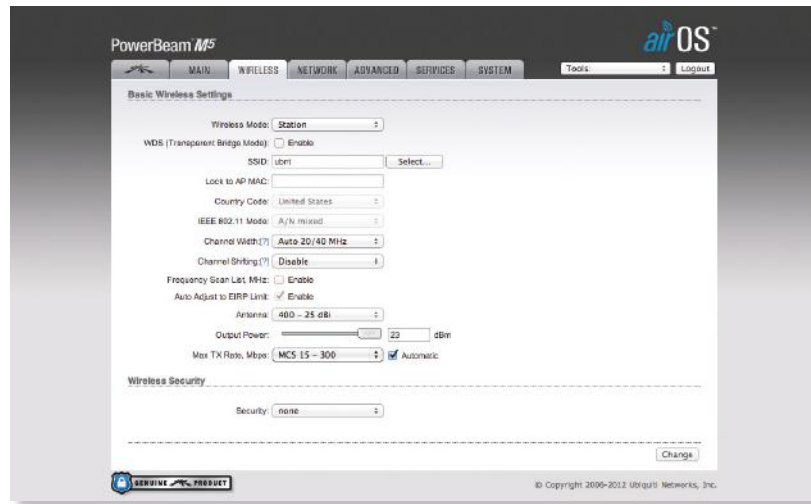 PowerBeam M5
airOS™
MAIN WIRELESS NETWORK ADVANCED SERVICES SYSTEM Tools: Logout
Basic Wireless Settings
Wireless Mode: Station
WDS (Transparent Bridge Mode): Enable
SSID: ubnt Select...
Lock to AP MAC:
Country Code: United States
IEEE 802.11 Mode: A/N mixed
Channel Width:[?] Auto 20/40 MHz
Channel Shifting:[?] Disable
Frequency Scan List, MHz: Enable
Auto Adjust to EIRP Limit: Enable
Antenna: 400 - 25 dBi
Output Power: 23 dBm
Max TX Rate, Mbps: MCS 15 - 300 Automatic
Wireless Security
Security: none
Change
GENUINE PRODUCT
© Copyright 2006-2012 Ubiquiti Networks, Inc.